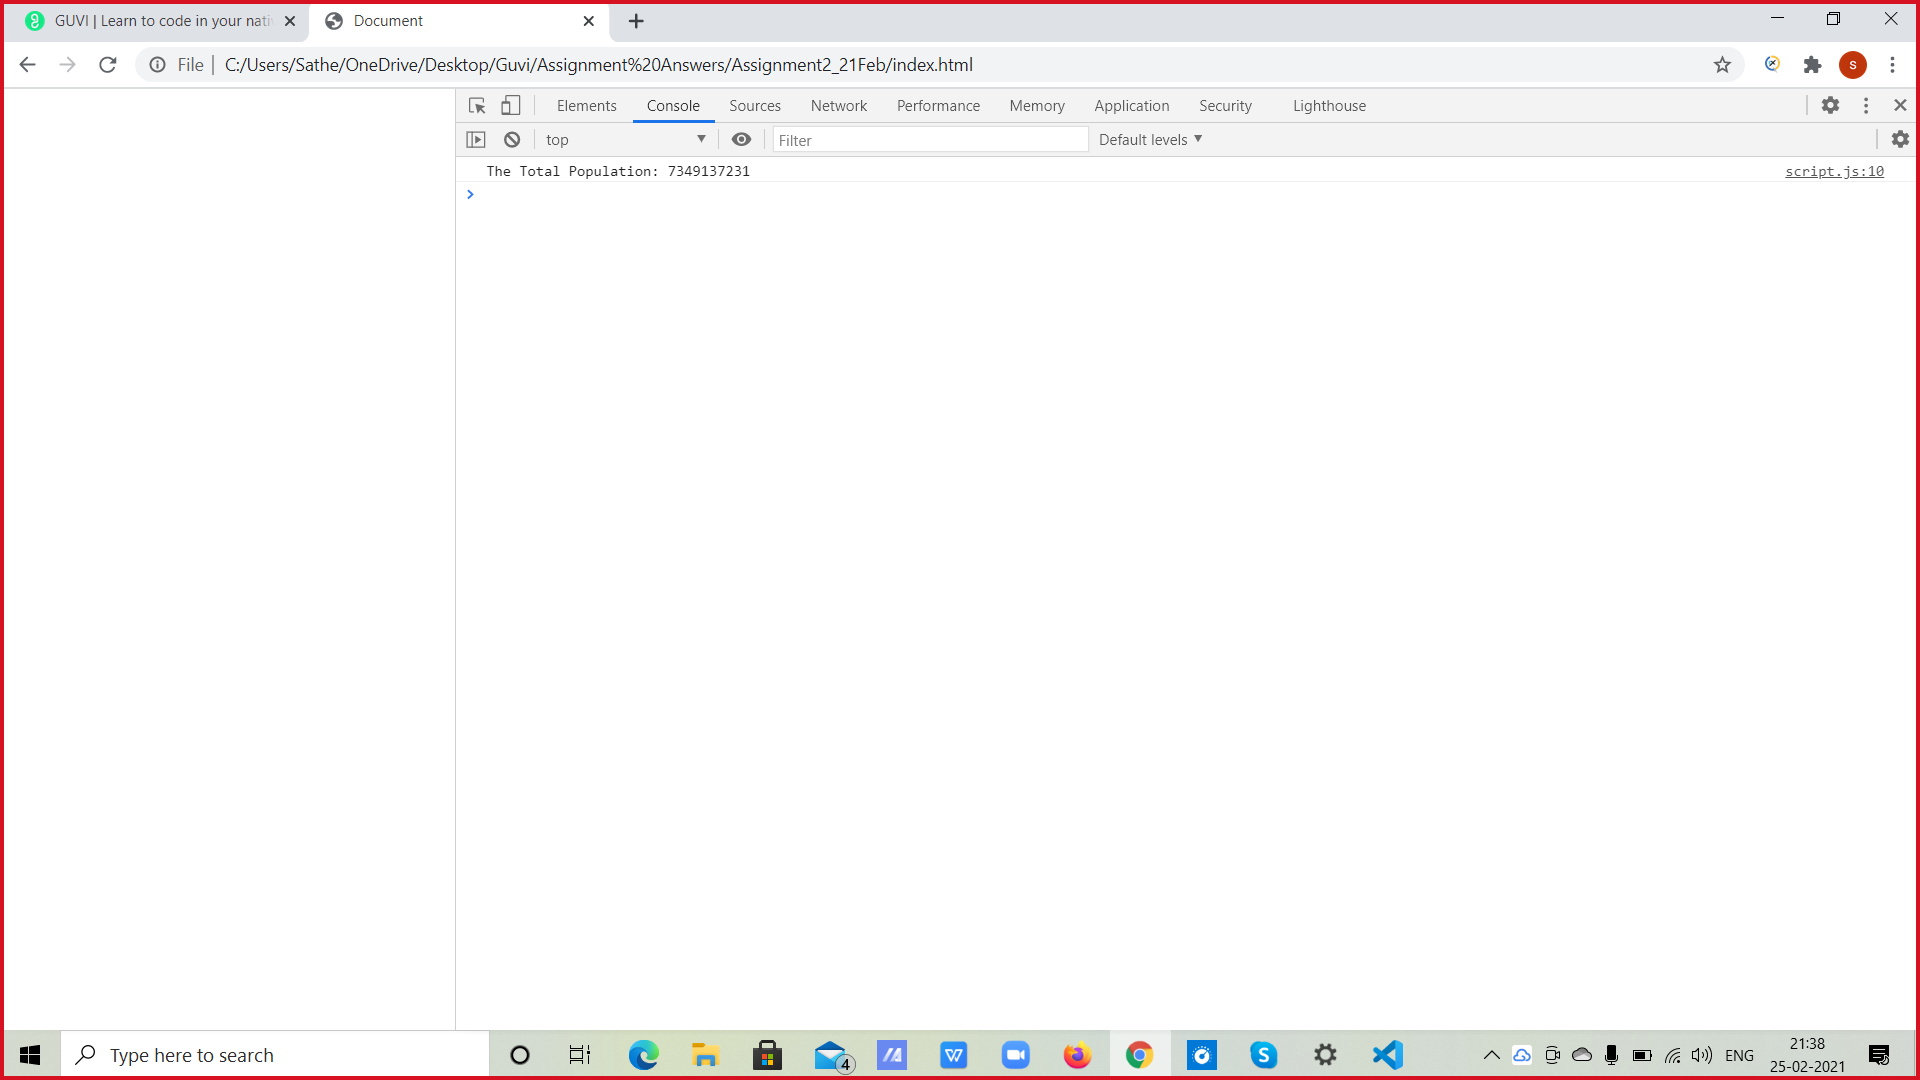 GUVI | Learn to code in your nati
Document
File
C:/Users/Sathe/OneDrive/Desktop/Guvi/Assignment%20Answers/Assignment2_21Feb/index.html
S
Elements Console Sources Network Performance Memory Application Security Lighthouse
top
Filter
Default levels
The Total Population: 7349137231
script.js:10
Type here to search
4
ENG
21:38
25-02-2021